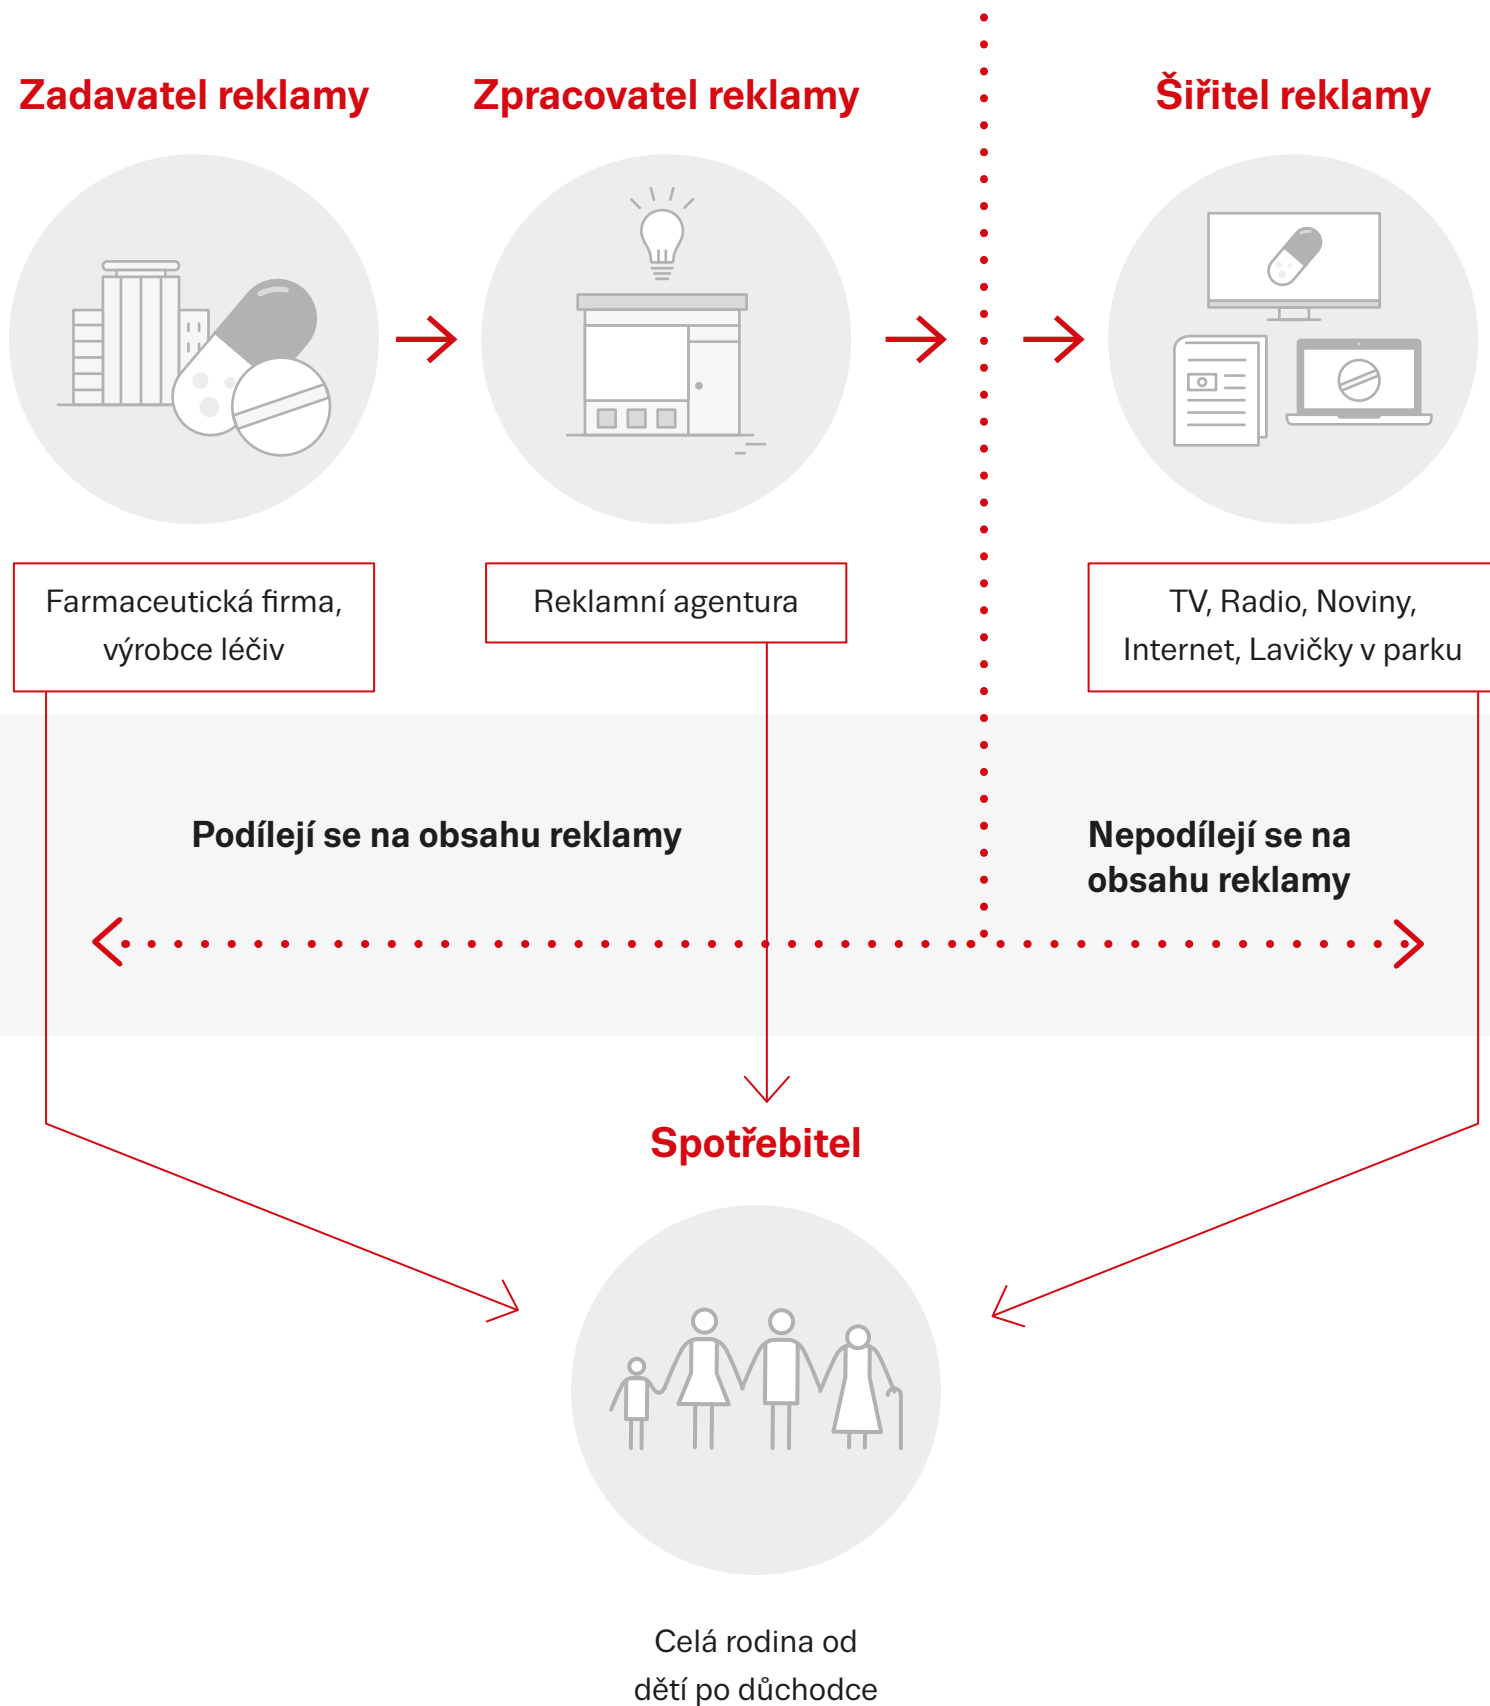 Zadavatel reklamy
Zpracovatel reklamy
Šiřitel reklamy
Farmaceutická firma,
výrobce léčiv
Reklamní agentura
TV, Radio, Noviny,
Internet, Lavičky v parku
Podílejí se na obsahu reklamy
Nepodílejí se na
obsahu reklamy
Spotřebitel
Celá rodina od
dětí po důchodce